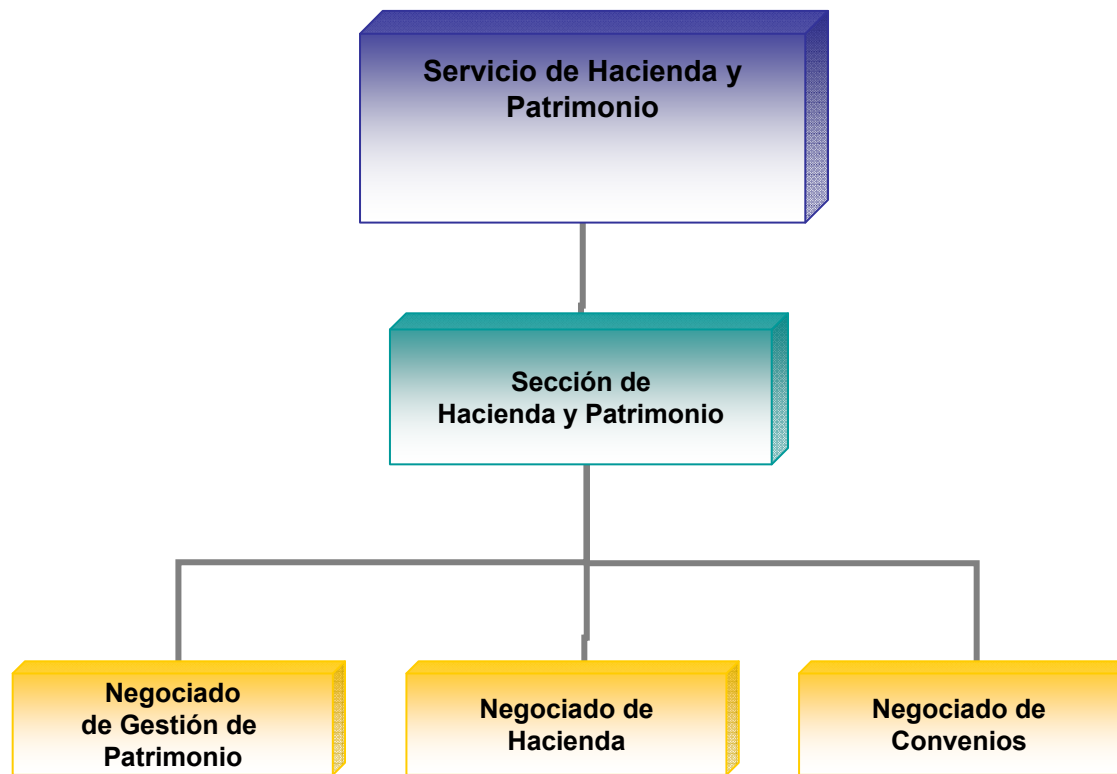 Servicio de Hacienda y
Patrimonio
Sección de
Hacienda y Patrimonio
Negociado
de Gestión de
Patrimonio
Negociado de
Hacienda
Negociado de
Convenios